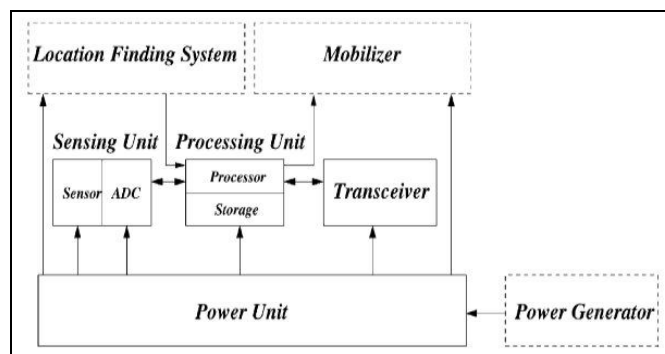 Location Finding System
Mobilizer
Sensing Unit
Processing Unit
Sensor
ADC
Processor
Storage
Transceiver
Power Unit
Power Generator